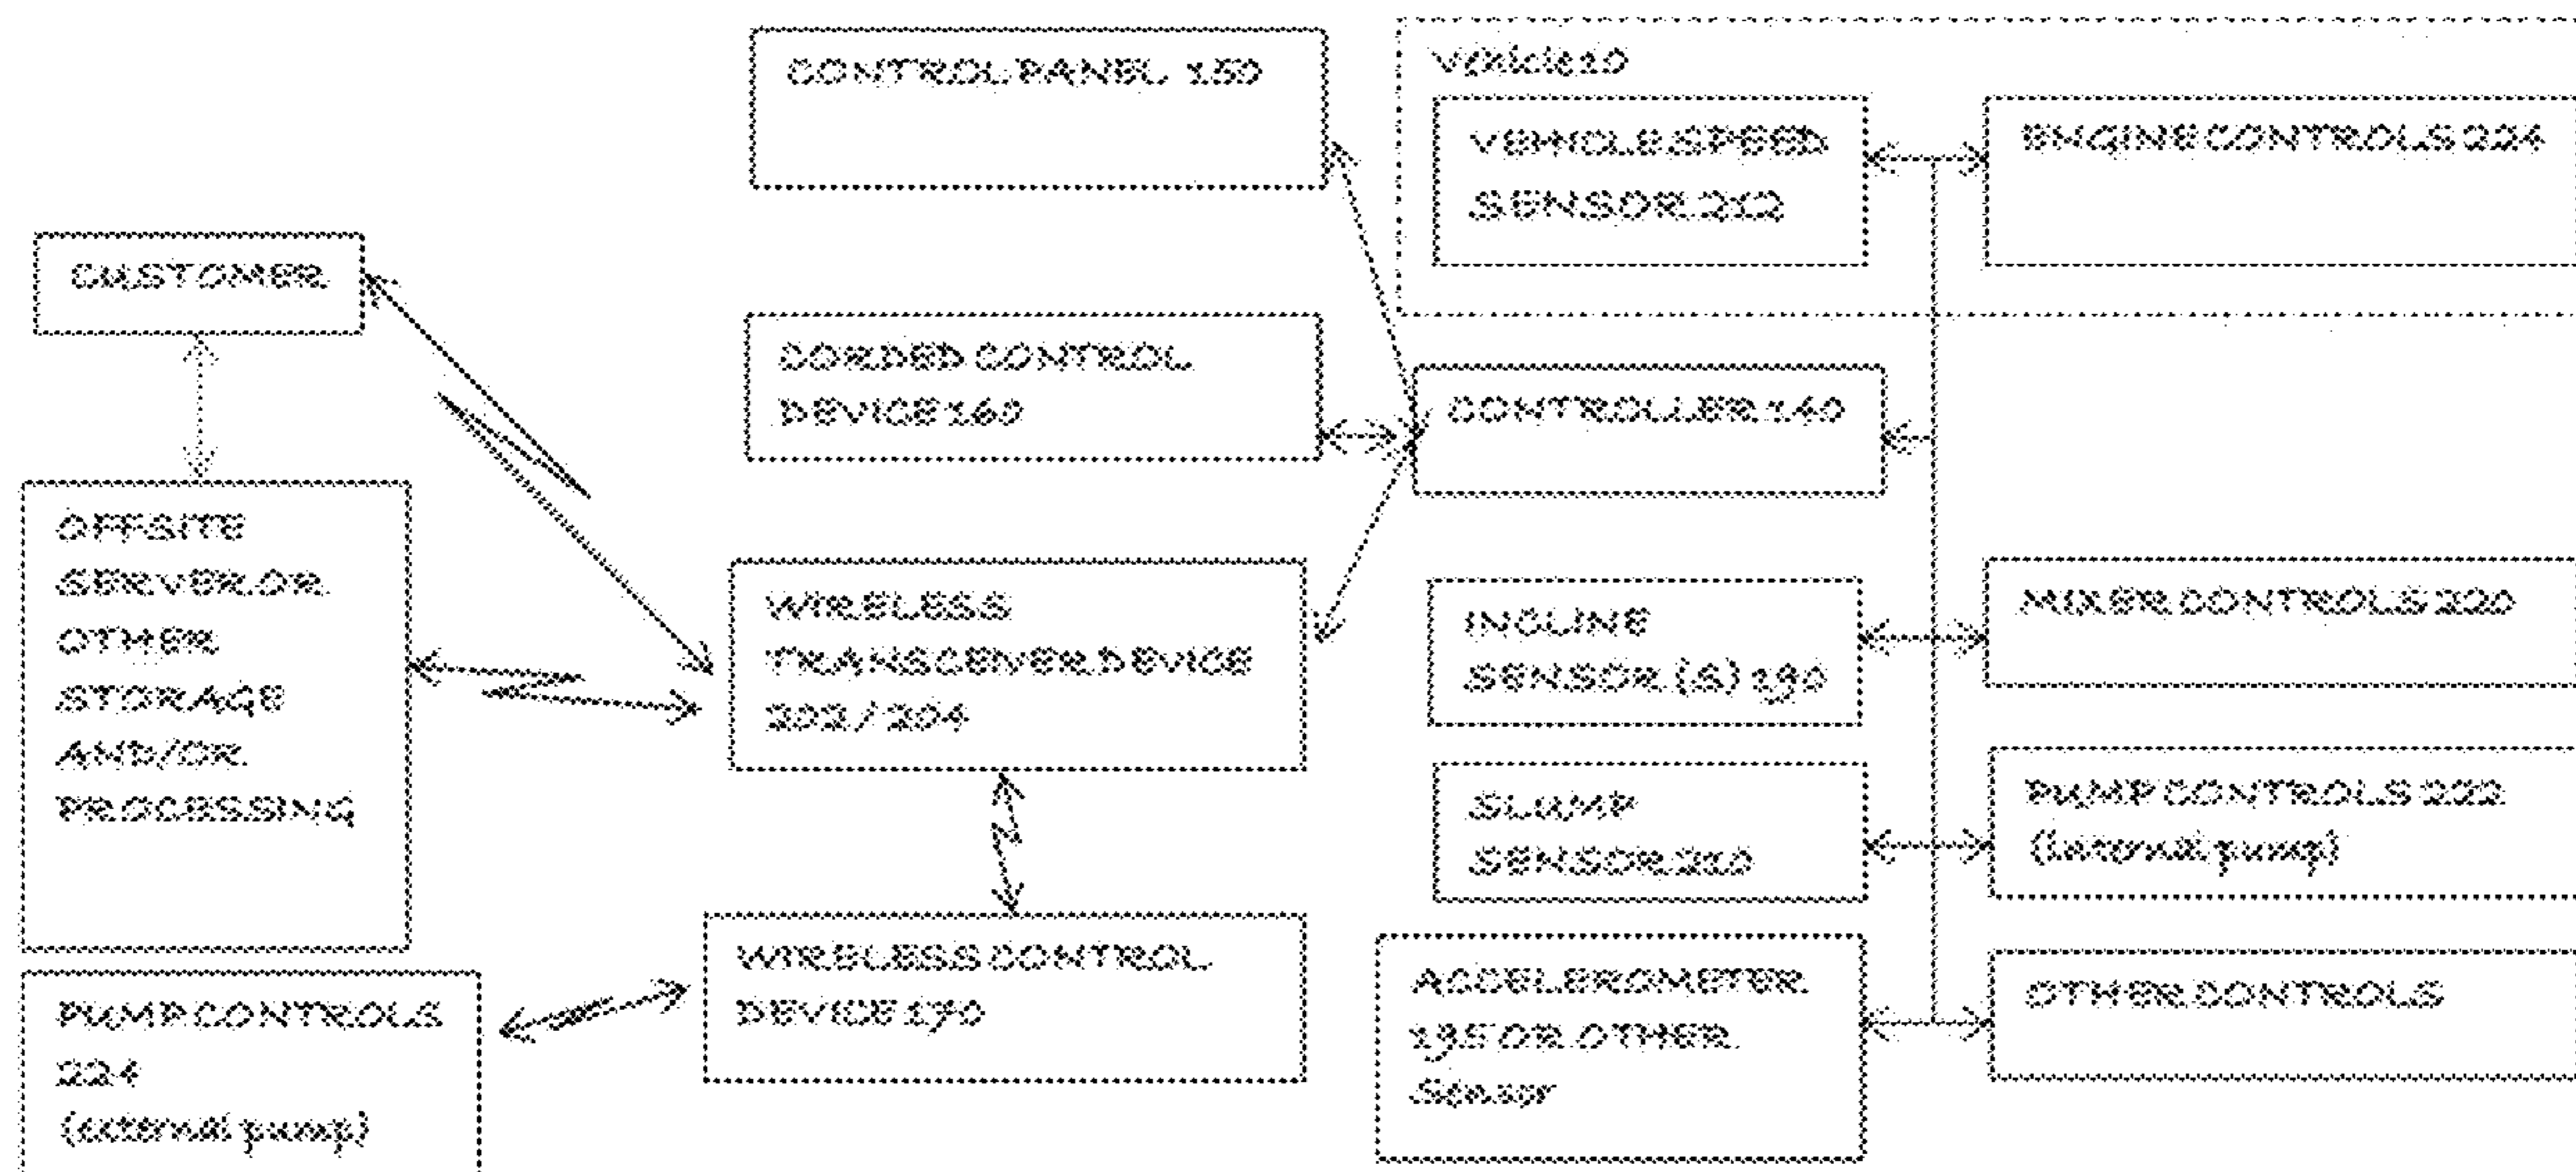 CONTROL PANEL 150
Vehicle 10
VEHICLE SPEED
SENSOR 212
ENGINE CONTROLS 224
CUSTOMER
CORDED CONTROL
DEVICE 160
CONTROLLER 140
OFFSITE
SERVER OR
OTHER
STORAGE
AND/OR
PROCESSING
WIRELESS
TRANSCEIVER DEVICE
202/204
INCLINE
SENSOR(S) 190
MIXER CONTROLS 220
SLUMP
SENSOR 210
PUMP CONTROLS 222
(internal pump)
WIRELESS CONTROL
DEVICE 170
ACCELEROMETER
195 OR OTHER
Sensor
OTHER CONTROLS
PUMP CONTROLS
224
(external pump)